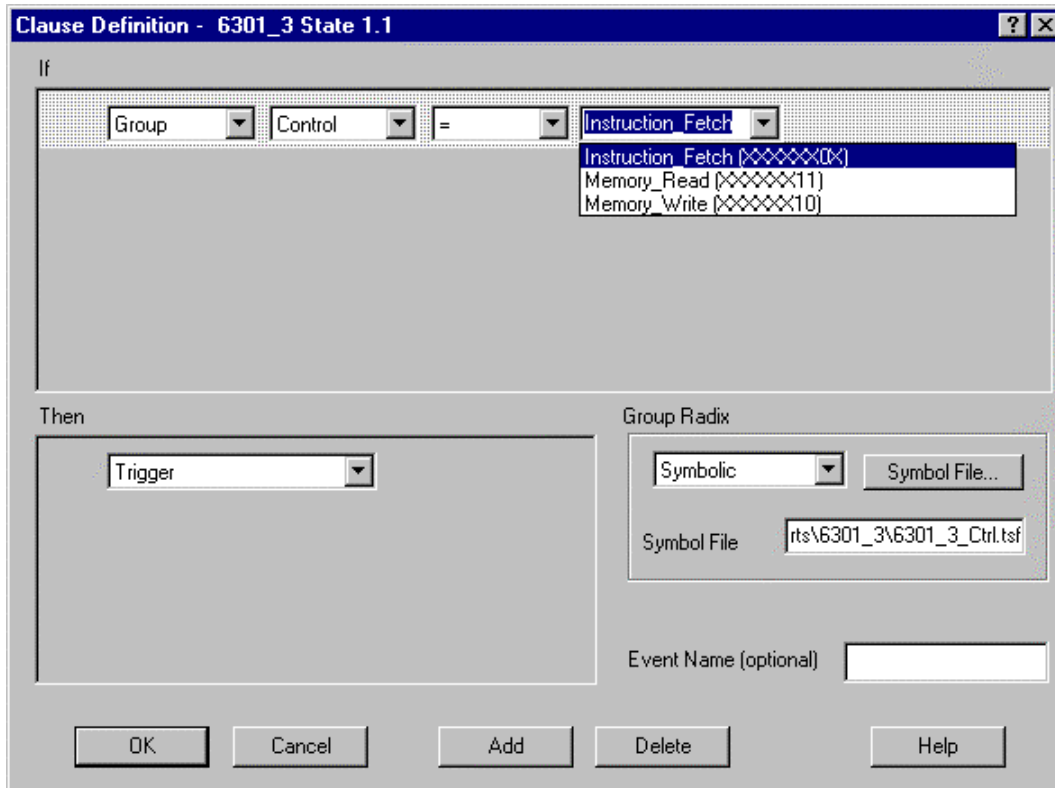 Clause Definition - 6301_3 State 1.1
If
Group Control = Instruction_Fetch
Instruction_Fetch (XXXXXX0X)
Memory_Read (XXXXXX11)
Memory_Write (XXXXXX10)
Then
Trigger
Group Radix
Symbolic Symbol File...
Symbol File rts\6301_3\6301_3_Ctrl.tsf
Event Name (optional)
OK Cancel Add Delete Help